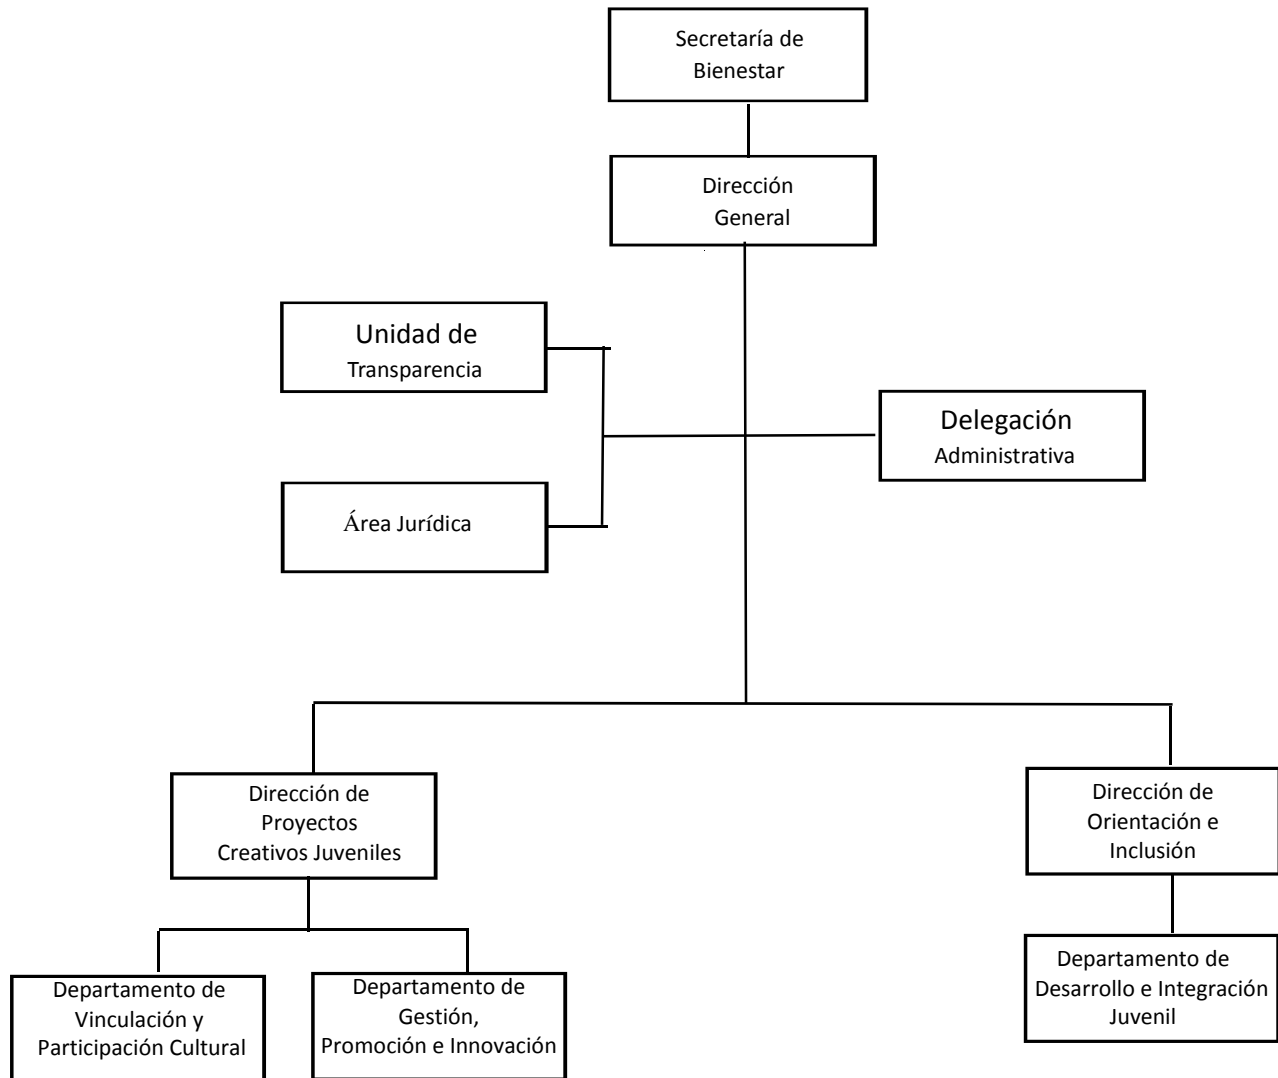 Secretaría de
Bienestar
Dirección
General
Unidad de
Transparencia
Delegación
Administrativa
Área Jurídica
Dirección de
Proyectos
Creativos Juveniles
Dirección de
Orientación e
Inclusión
Departamento de
Vinculación y
Participación Cultural
Departamento de
Gestión,
Promoción e Innovación
Departamento de
Desarrollo e Integración
Juvenil